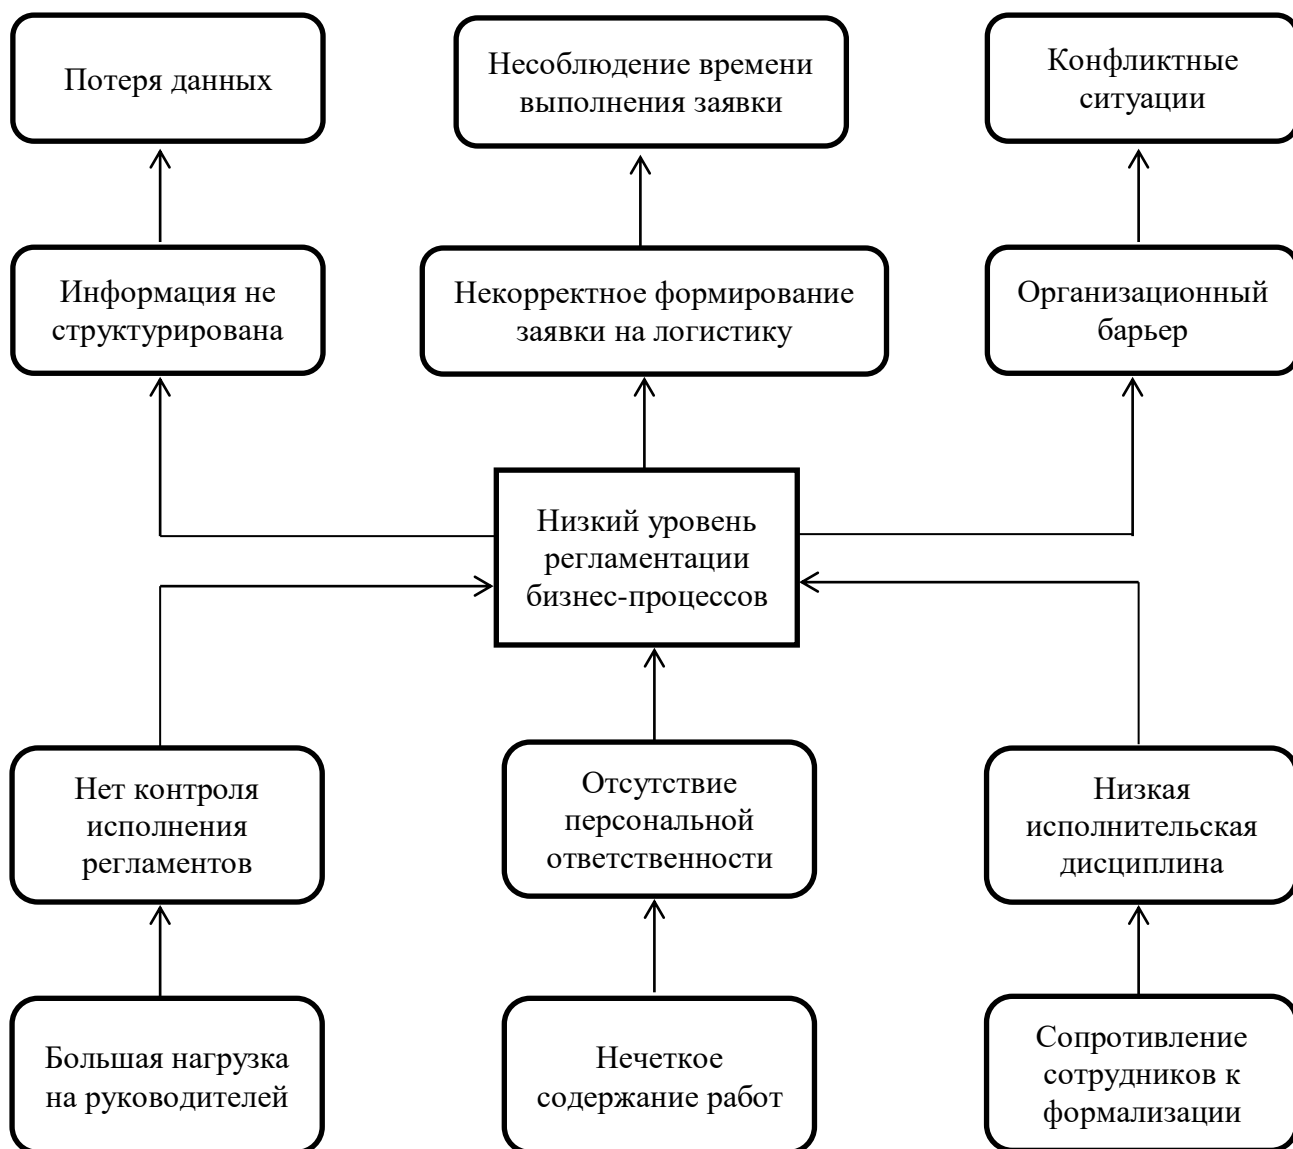 Потеря данных
Несоблюдение времени
выполнения заявки
Конфликтные
ситуации
Информация не
структурирована
Некорректное формирование
заявки на логистику
Организационный
барьер
Низкий уровень
регламентации
бизнес-процессов
Нет контроля
исполнения
регламентов
Отсутствие
персональной
ответственности
Низкая
исполнительская
дисциплина
Большая нагрузка
на руководителей
Нечеткое
содержание работ
Сопротивление
сотрудников к
формализации